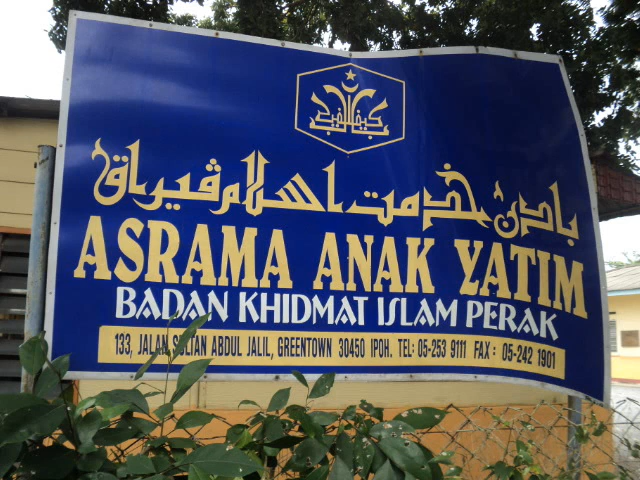 بادن خدمت اسلام ڤيراق
ASRAMA ANAK YATIM
BADAN KHIDMAT ISLAM PERAK
133, JALAN SULTAN ABDUL JALIL, GREENTOWN 30450 IPOH. TEL: 05-253 9111 FAX : 05-242 1901